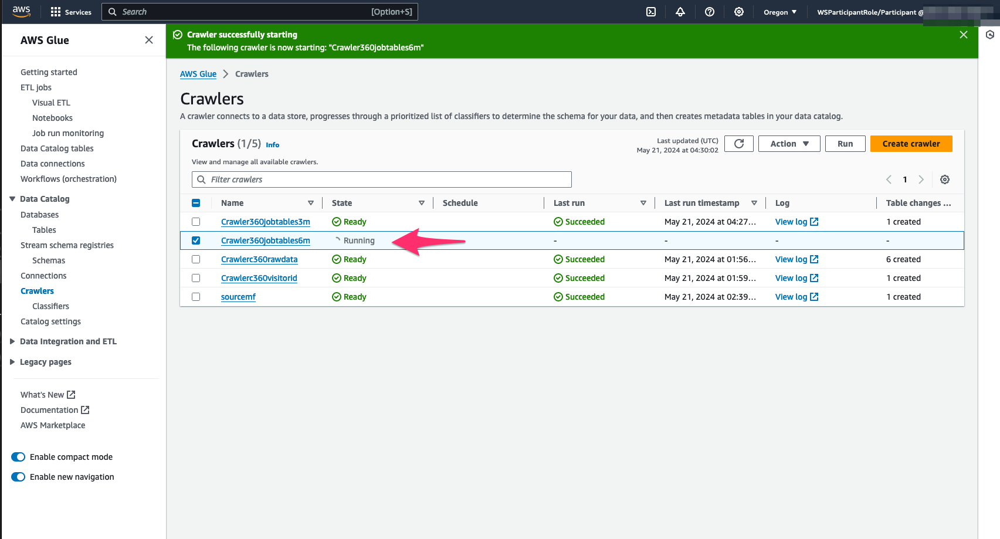 aws Services Search [Option+S] Oregon WSParticipantRole/Participant @
AWS Glue
Getting started
ETL jobs
Visual ETL
Notebooks
Job run monitoring
Data Catalog tables
Data connections
Workflows (orchestration)
Data Catalog
Databases
Tables
Stream schema registries
Schemas
Connections
Crawlers
Classifiers
Catalog settings
Data Integration and ETL
Legacy pages
What's New
Documentation
AWS Marketplace
Enable compact mode
Enable new navigation
Crawler successfully starting
The following crawler is now starting: "Crawler360jobtables6m"
AWS Glue Crawlers
Crawlers
A crawler connects to a data store, progresses through a prioritized list of classifiers to determine the schema for your data, and then creates metadata tables in your data catalog.
Crawlers (1/5) Info
View and manage all available crawlers.
Last updated (UTC)
May 21, 2024 at 04:30:02
Action Run Create crawler
Filter crawlers
1
Name State Schedule Last run Last run timestamp Log Table changes ...
Crawler360jobtables3m Ready Succeeded May 21, 2024 at 04:27... View log 1 created
Crawler360jobtables6m Running - - - -
Crawlerc360rawdata Ready Succeeded May 21, 2024 at 01:56... View log 6 created
Crawlerc360visitorid Ready Succeeded May 21, 2024 at 01:59... View log 1 created
sourcemf Ready Succeeded May 21, 2024 at 02:39... View log 1 created